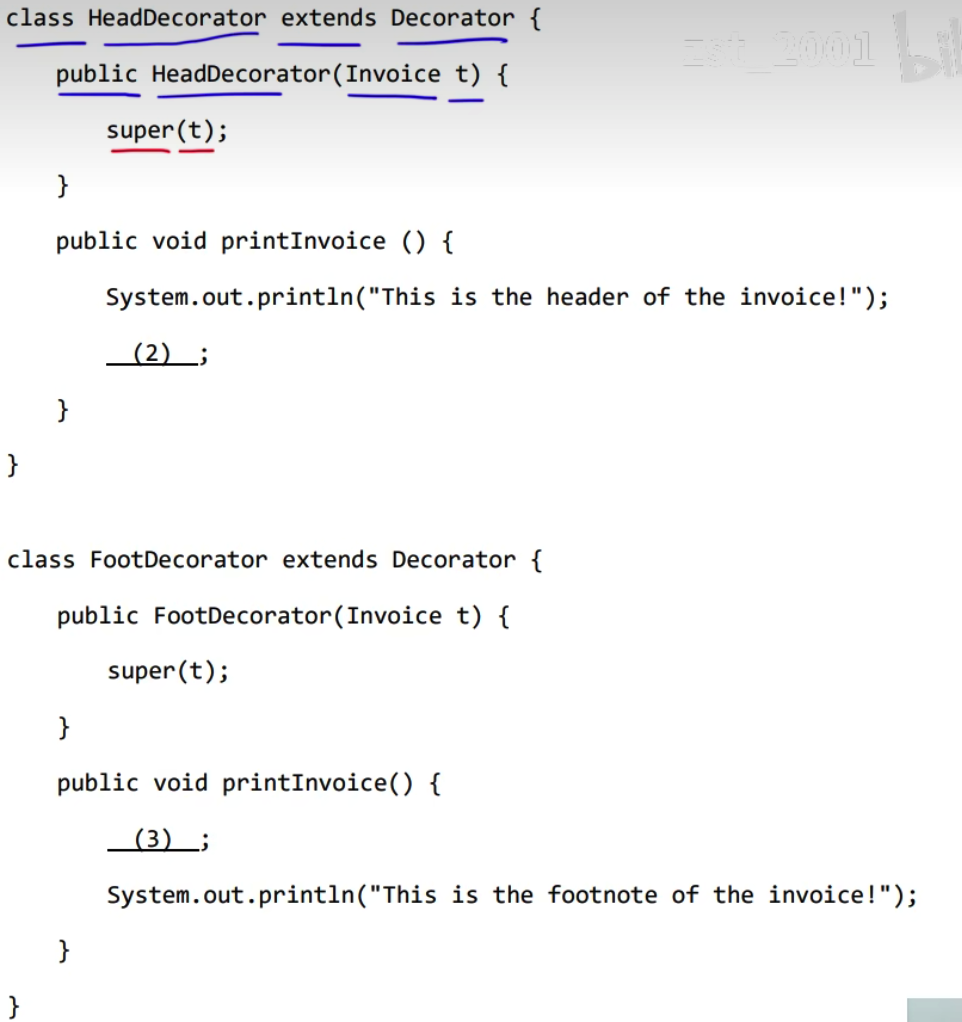 class HeadDecorator extends Decorator {
zst_2001
public HeadDecorator(Invoice t) {
super(t);
}
public void printInvoice () {
System.out.println("This is the header of the invoice!");
(2) ;
}
}
class FootDecorator extends Decorator {
public FootDecorator(Invoice t) {
super(t);
}
public void printInvoice() {
(3) ;
System.out.println("This is the footnote of the invoice!");
}
}